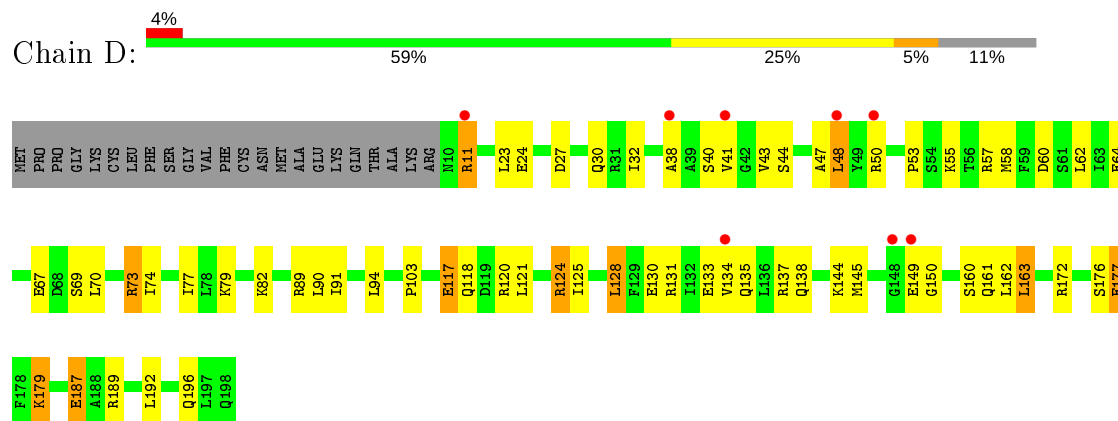 4%
Chain D:
59% 25% 5% 11%
MET PRO PRO GLY LYS CYS LEU PHE SER GLY VAL PHE CYS ASN MET ALA GLU LYS GLN THR ALA LYS ARG N10 R11 L23 E24 D27 Q30 R31 I32 A38 A39 S40 V41 G42 V43 S44 A47 L48 Y49 R50 P53 S54 K55 T56 R57 M58 F59 D60 S61 L62 I63 E64
E67 D68 S69 L70 R73 I74 I77 L78 K79 K82 R89 L90 I91 L94 P103 E117 Q118 D119 R120 L121 R124 I125 L128 F129 E130 R131 I132 E133 V134 Q135 L136 R137 Q138 K144 M145 G148 E149 G150 S160 Q161 L162 L163 R172 S176 E177
F178 K179 E187 A188 R189 L192 Q196 L197 Q198